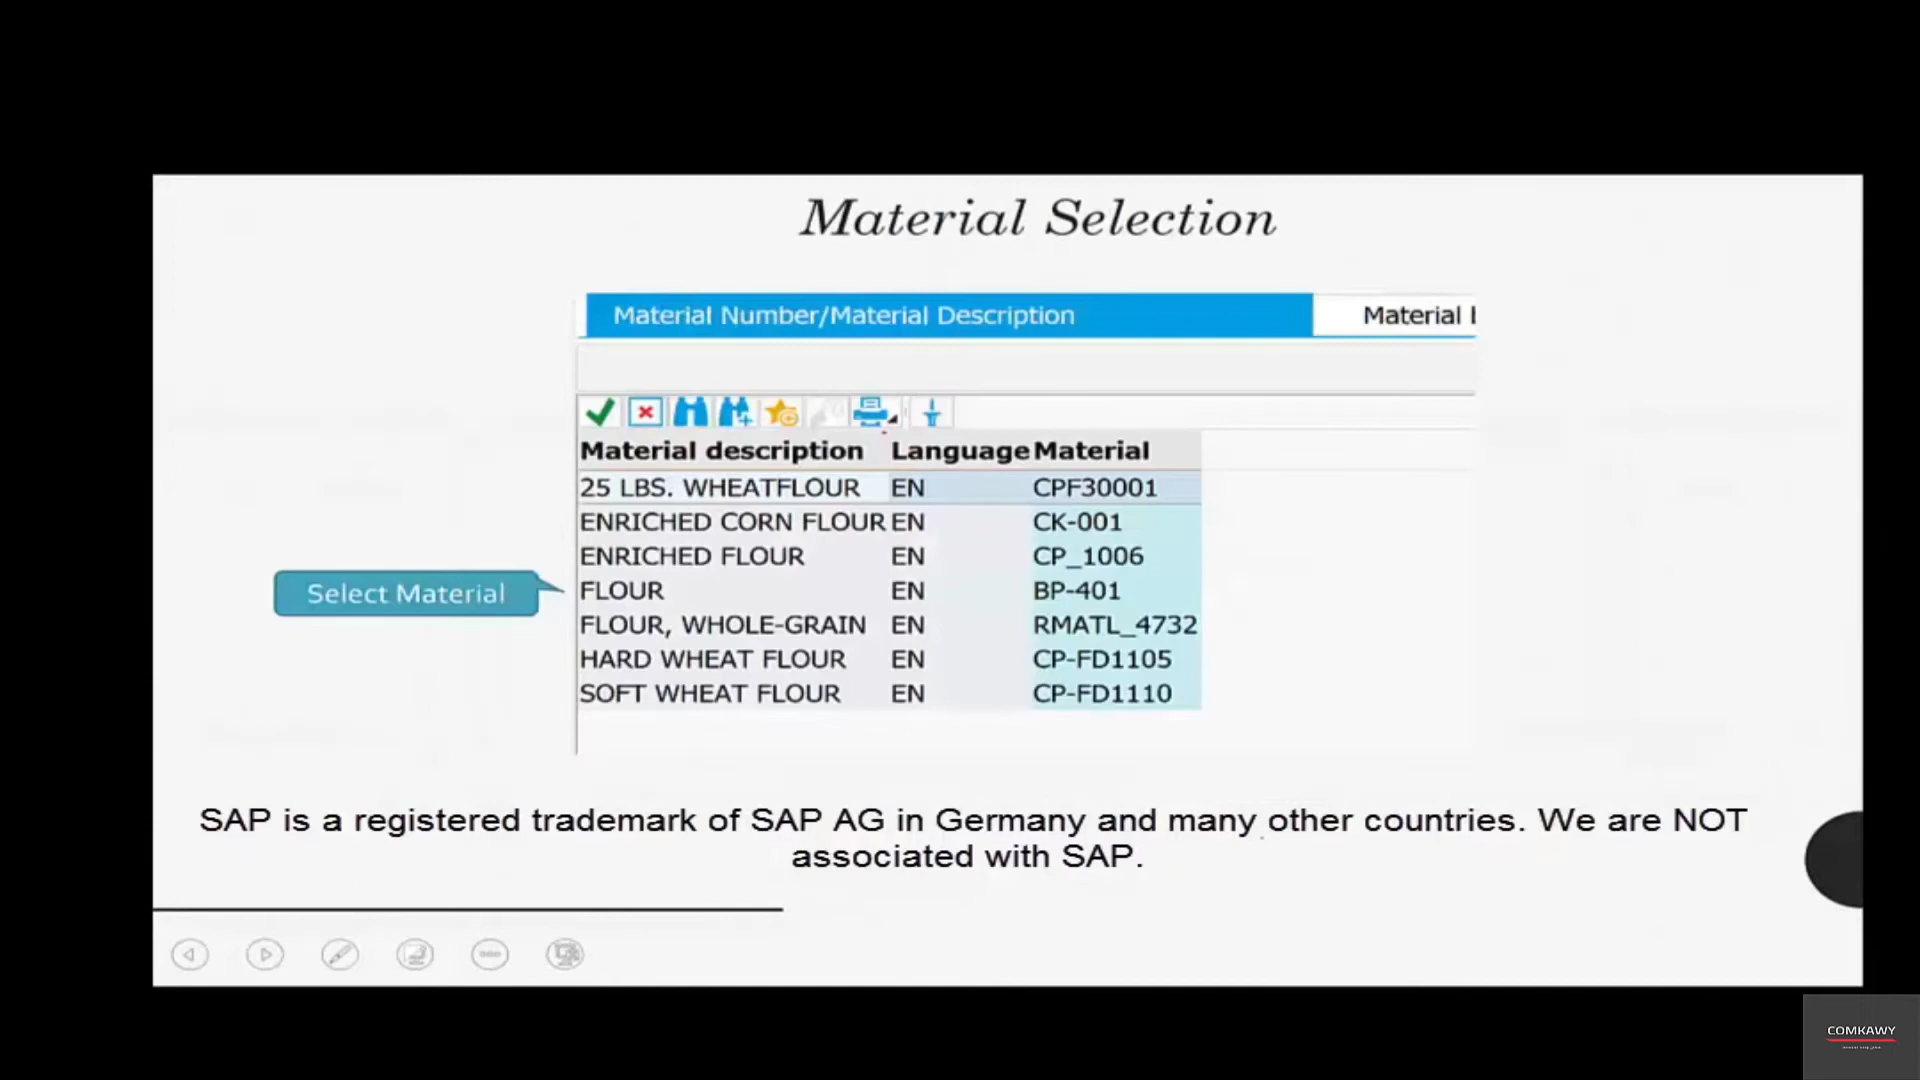 Material Selection
Material Number/Material Description
Material
Material description Language Material
25 LBS. WHEATFLOUR EN CPF30001
ENRICHED CORN FLOUR EN CK-001
ENRICHED FLOUR EN CP_1006
Select Material
FLOUR EN BP-401
FLOUR, WHOLE-GRAIN EN RMATL_4732
HARD WHEAT FLOUR EN CP-FD1105
SOFT WHEAT FLOUR EN CP-FD1110
SAP is a registered trademark of SAP AG in Germany and many other countries. We are NOT
associated with SAP.
COMKAWY